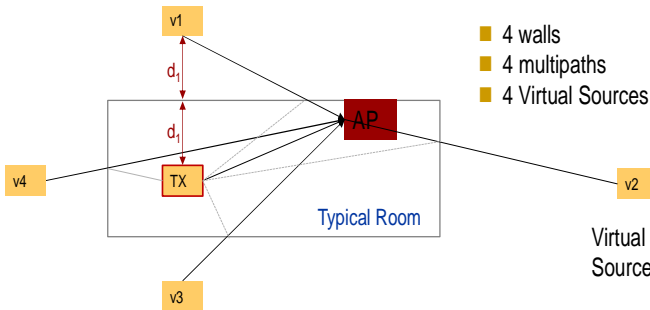 v1
4 walls
4 multipaths
4 Virtual Sources
d1
d1
AP
v4
TX
v2
Typical Room
Virtual
Source
v3